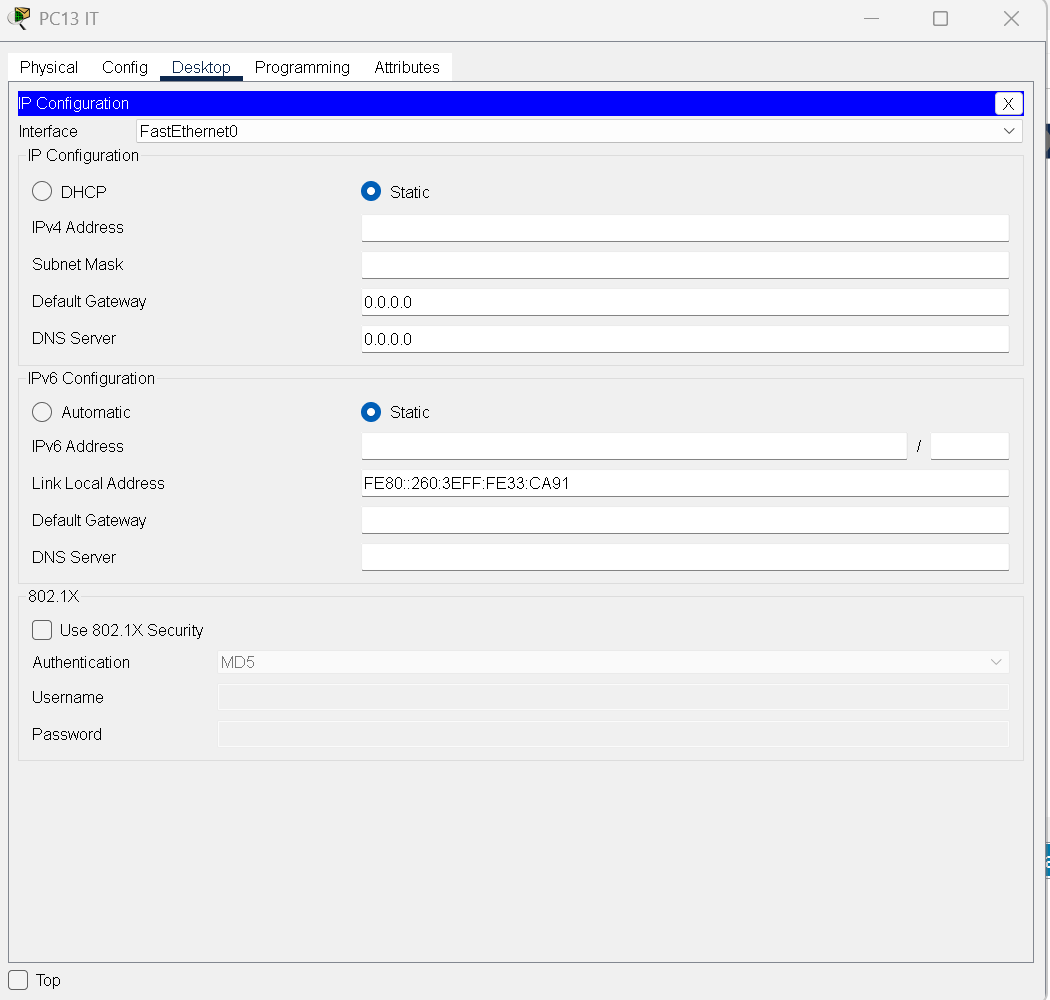 PC13 IT
Physical Config Desktop Programming Attributes
IP Configuration X
Interface FastEthernet0
IP Configuration
DHCP Static
IPv4 Address
Subnet Mask
Default Gateway 0.0.0.0
DNS Server 0.0.0.0
IPv6 Configuration
Automatic Static
IPv6 Address /
Link Local Address FE80::260:3EFF:FE33:CA91
Default Gateway
DNS Server
802.1X
Use 802.1X Security
Authentication MD5
Username
Password
Top